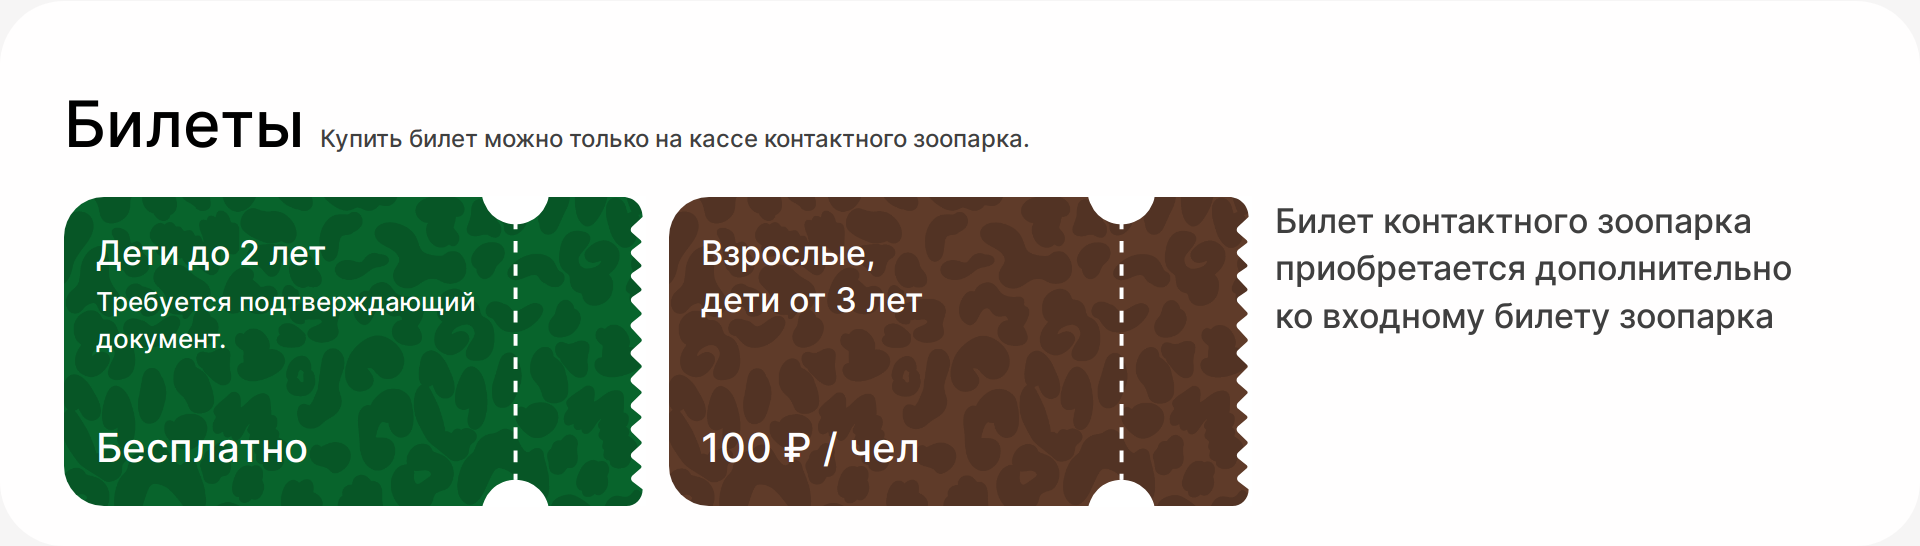 Билеты Купить билет можно только на кассе контактного зоопарка.
Дети до 2 лет
Требуется подтверждающий
документ.
Бесплатно
Взрослые,
дети от 3 лет
100 ₽ / чел
Билет контактного зоопарка
приобретается дополнительно
ко входному билету зоопарка